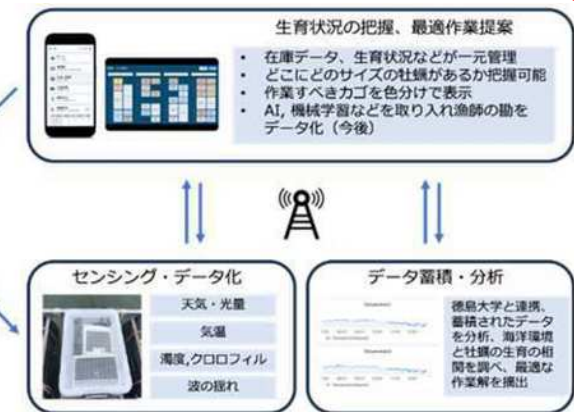 生育状況の把握、最適作業提案
• 在庫データ、生育状況などが一元管理
• どこにどのサイズの牡蠣があるか把握可能
• 作業すべきカゴを色分けで表示
• AI, 機械学習などを取り入れ漁師の勘を
データ化（今後）
センシング・データ化
天気・光量
気温
濁度,クロロフィル
波の揺れ
データ蓄積・分析
徳島大学と連携、
蓄積されたデータ
を分析、海洋環境
と牡蠣の生育の相
関を調べ、最適な
作業解を摘出